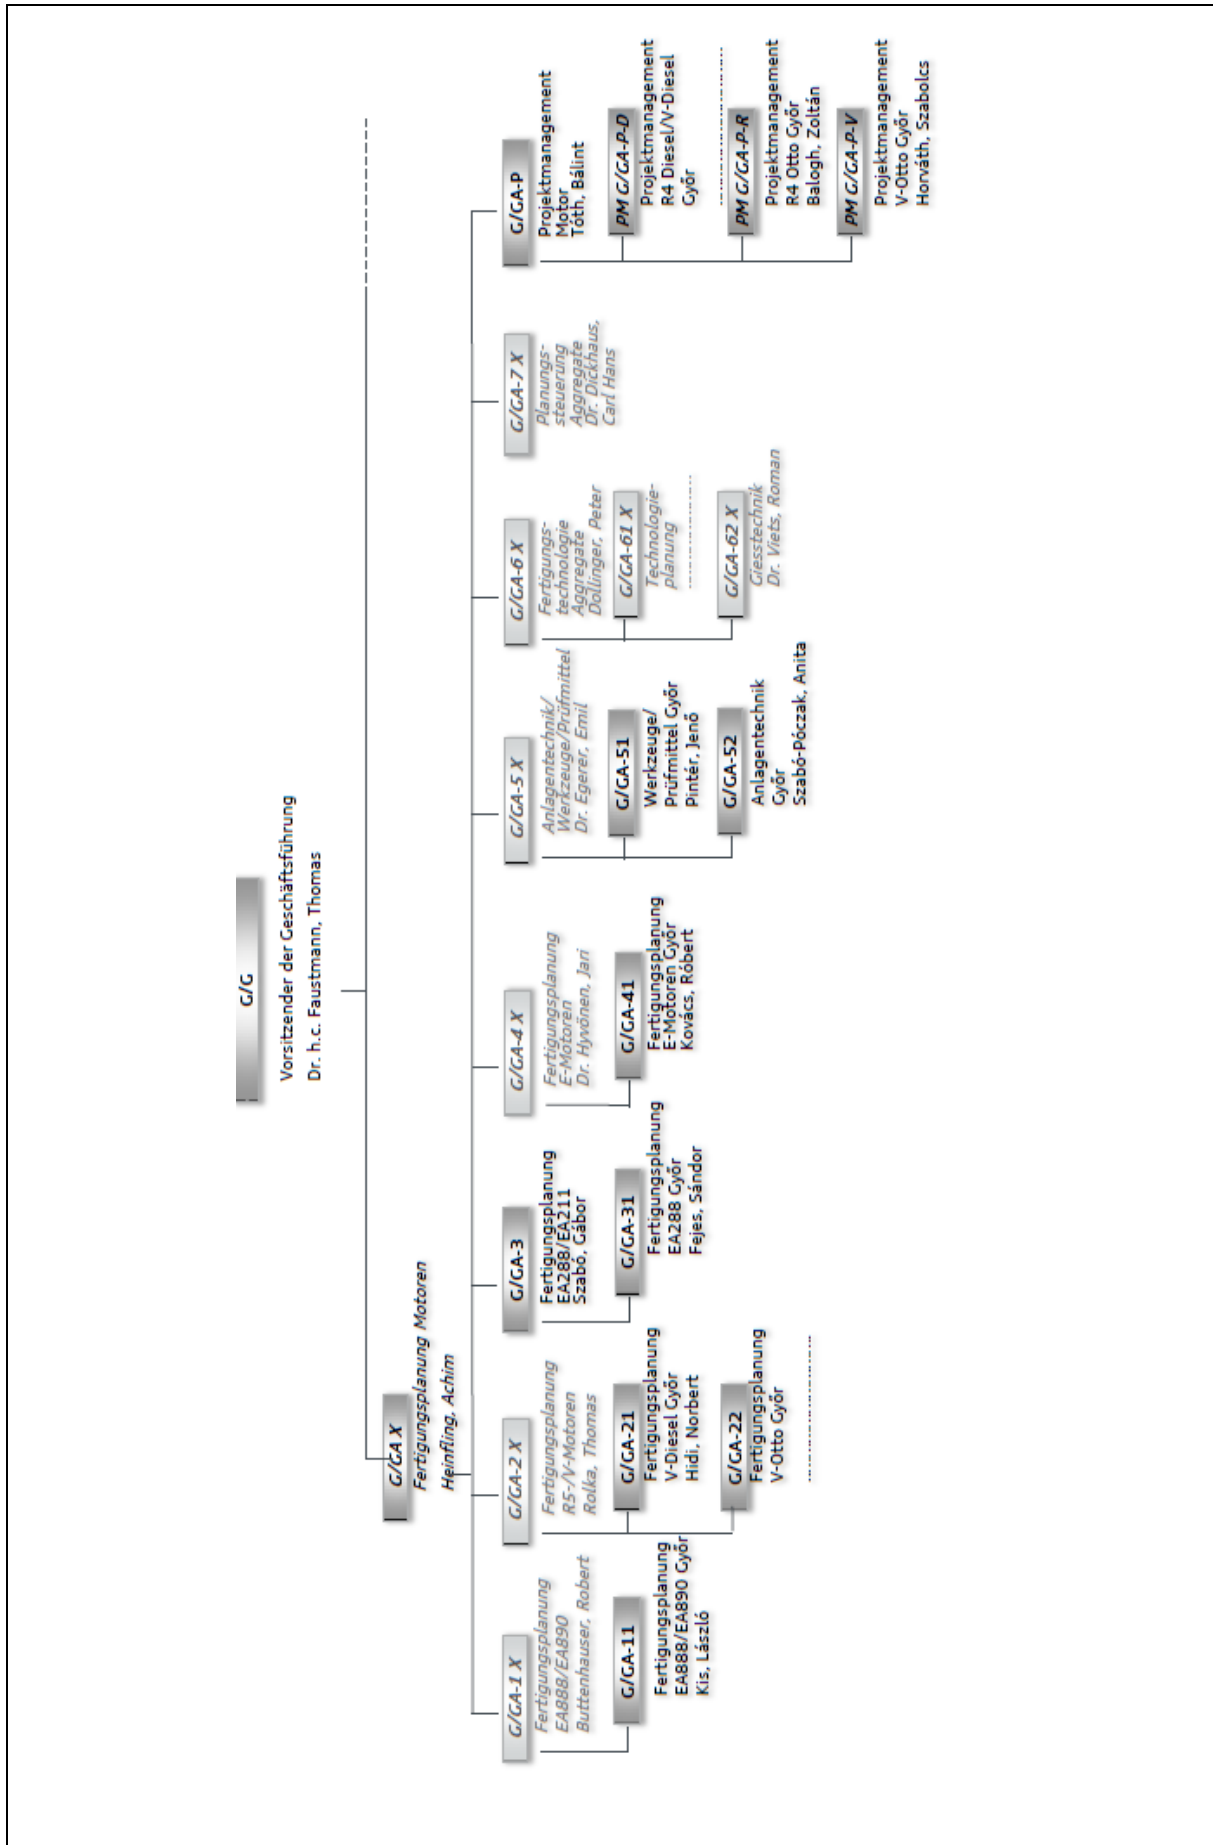 G/G
Vorsitzender der Geschäftsführung
Dr. h.c. Faustmann, Thomas
G/GA X
Fertigungsplanung Motoren
Heinfling, Achim
G/GA-1 X
Fertigungsplanung
EA888/EA890
Buttenhauser, Robert
G/GA-11
Fertigungsplanung
EA888/EA890 Győr
Kis, László
G/GA-2 X
Fertigungsplanung
R5-/V-Motoren
Rolka, Thomas
G/GA-21
Fertigungsplanung
V-Diesel Győr
Hidi, Norbert
G/GA-22
Fertigungsplanung
V-Otto Győr
G/GA-3
Fertigungsplanung
EA288/EA211
Szabó, Gábor
G/GA-31
Fertigungsplanung
EA288 Győr
Fejes, Sándor
G/GA-4 X
Fertigungsplanung
E-Motoren
Dr. Hyvönen, Jari
G/GA-41
Fertigungsplanung
E-Motoren Győr
Kovács, Róbert
G/GA-5 X
Anlagentechnik/
Werkzeuge/Prüfmittel
Dr. Egerer, Emil
G/GA-51
Werkzeuge/
Prüfmittel Győr
Pintér, Jenő
G/GA-52
Anlagentechnik
Győr
Szabó-Póczak, Anita
G/GA-6 X
Fertigungs-
technologie
Aggregate
Dollinger, Peter
G/GA-61 X
Technologie-
planung
G/GA-62 X
Giesstechnik
Dr. Viets, Roman
G/GA-7 X
Planungs-
steuerung
Aggregate
Dr. Dickhaus,
Carl Hans
G/GA-P
Projektmanagement
Motor
Tóth, Bálint
PM G/GA-P-D
Projektmanagement
R4 Diesel/V-Diesel
Győr
PM G/GA-P-R
Projektmanagement
R4 Otto Győr
Balogh, Zoltán
PM G/GA-P-V
Projektmanagement
V-Otto Győr
Horváth, Szabolcs